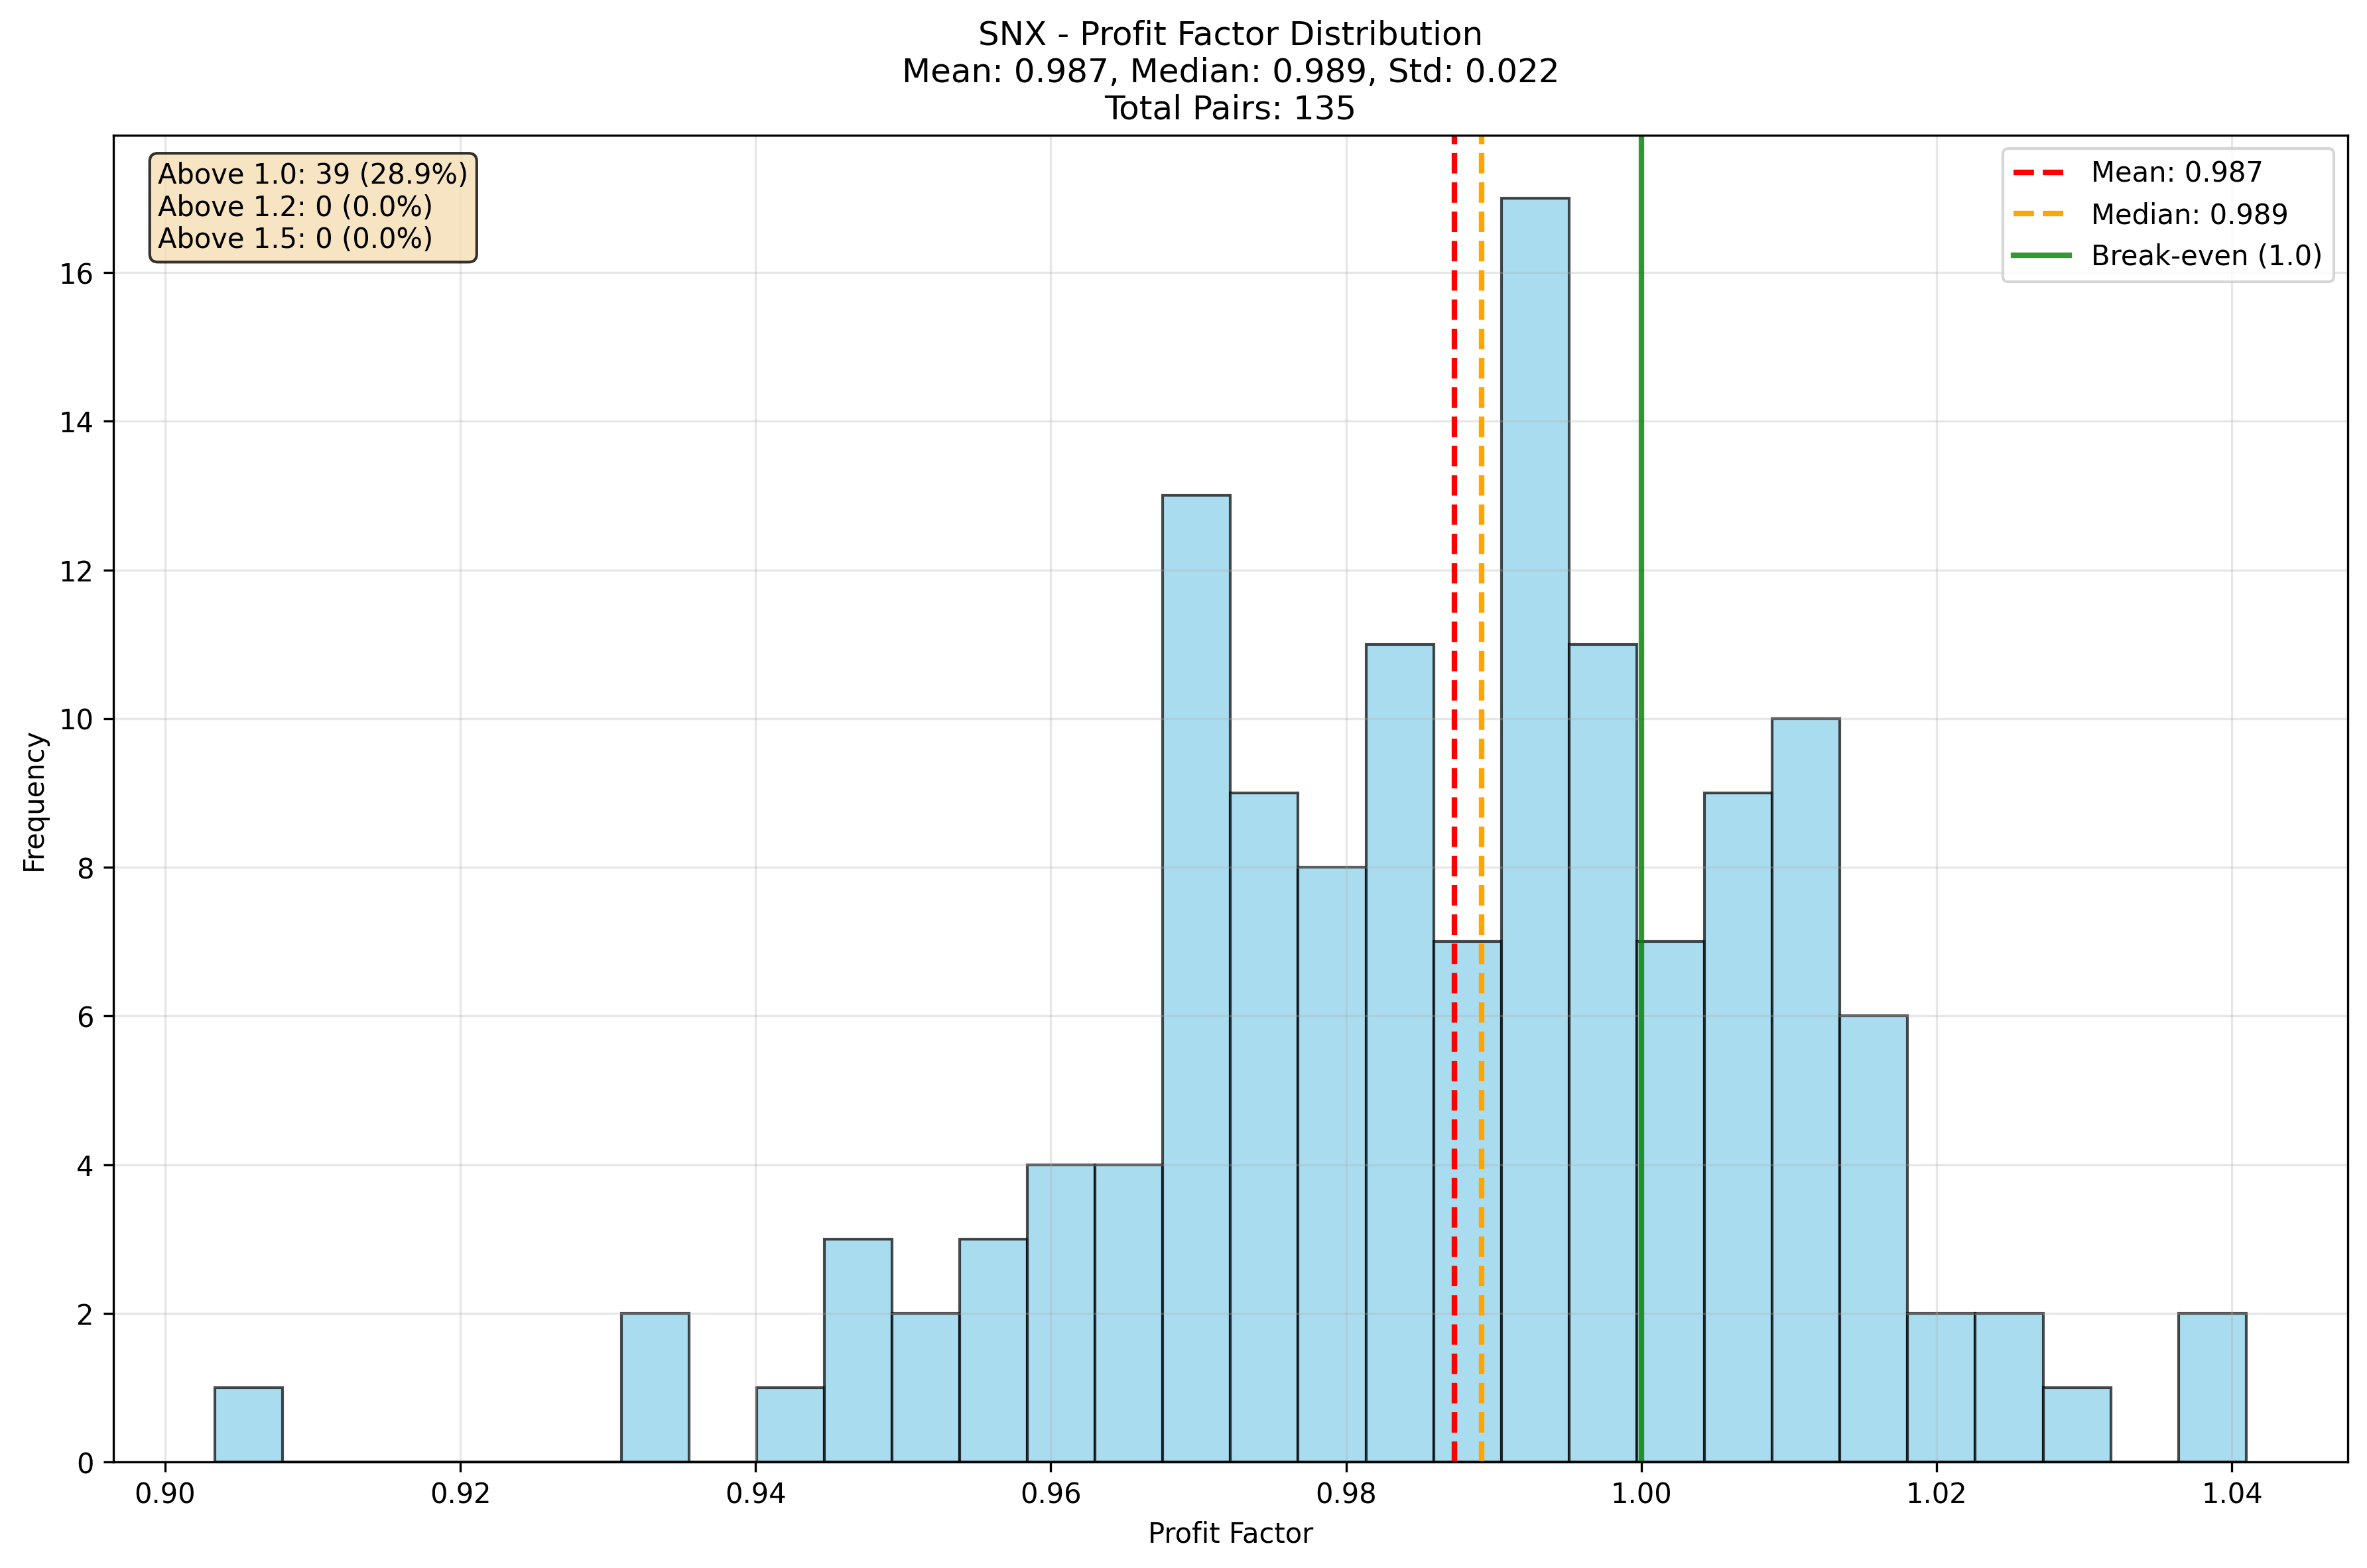 SNX - Profit Factor Distribution
Mean: 0.987, Median: 0.989, Std: 0.022
Total Pairs: 135
Above 1.0: 39 (28.9%)
Above 1.2: 0 (0.0%)
Above 1.5: 0 (0.0%)
Mean: 0.987
Median: 0.989
Break-even (1.0)
Frequency
16
14
12
10
8
6
4
2
0
0.90 0.92 0.94 0.96 0.98 1.00 1.02 1.04
Profit Factor